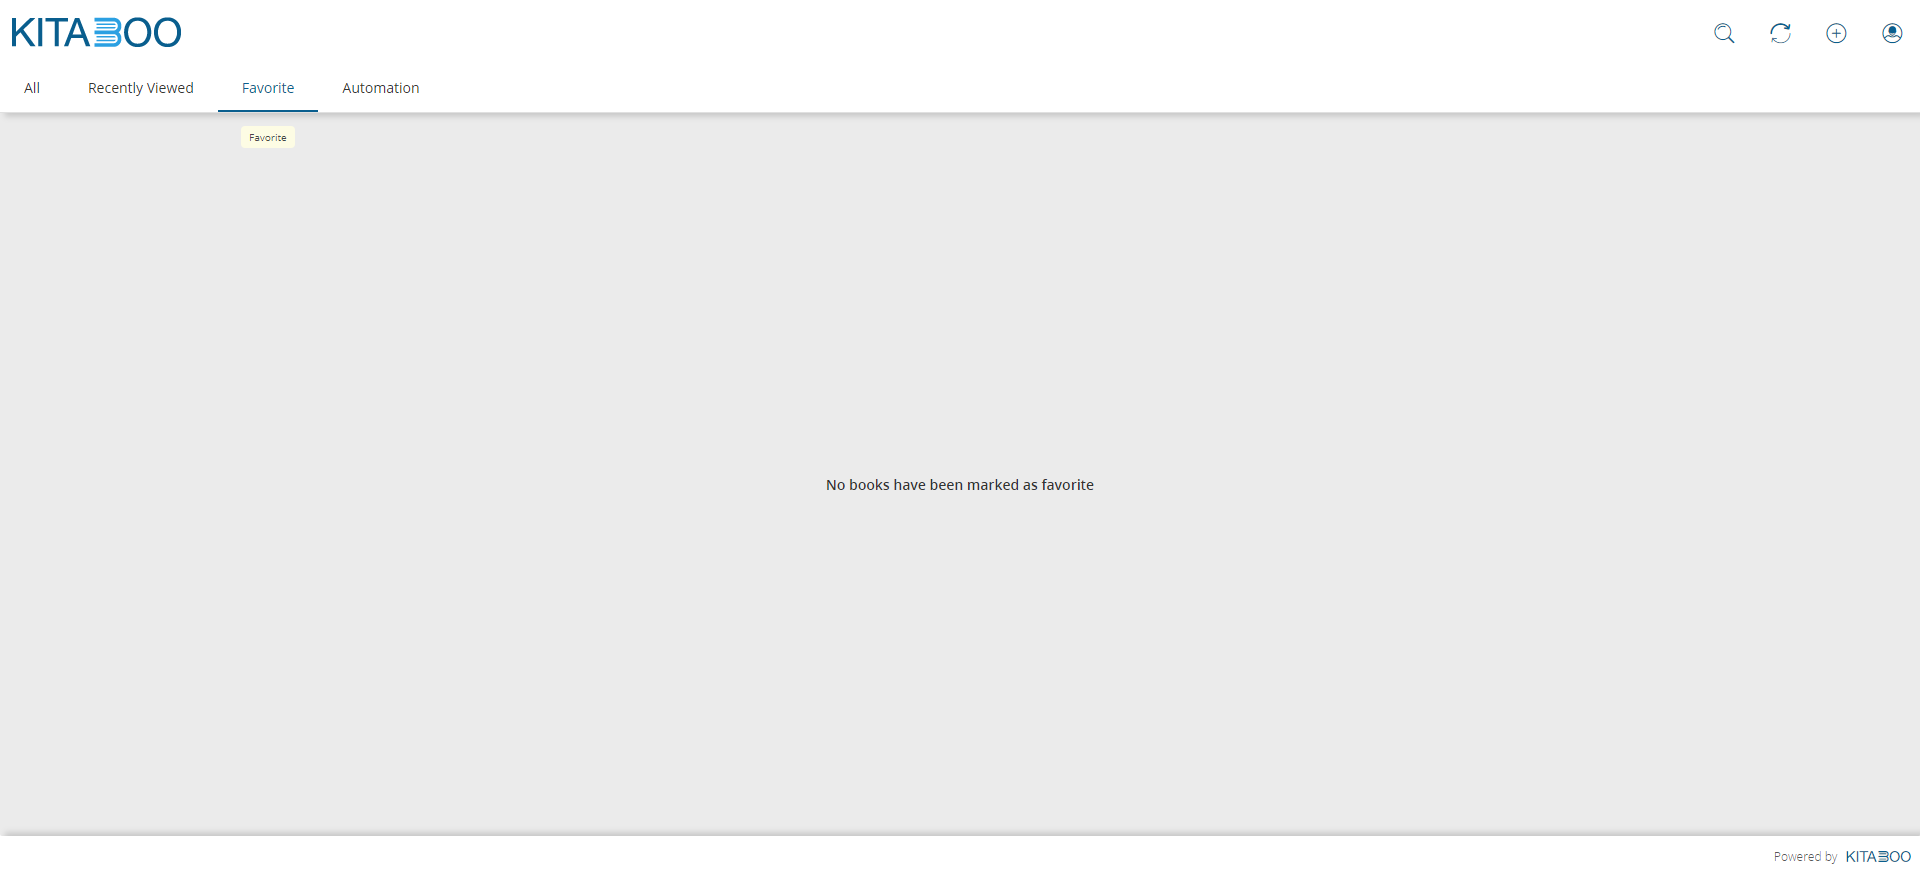 KITABOO
All
Recently Viewed
Favorite
Automation
Favorite
No books have been marked as favorite
Powered by KITABOO